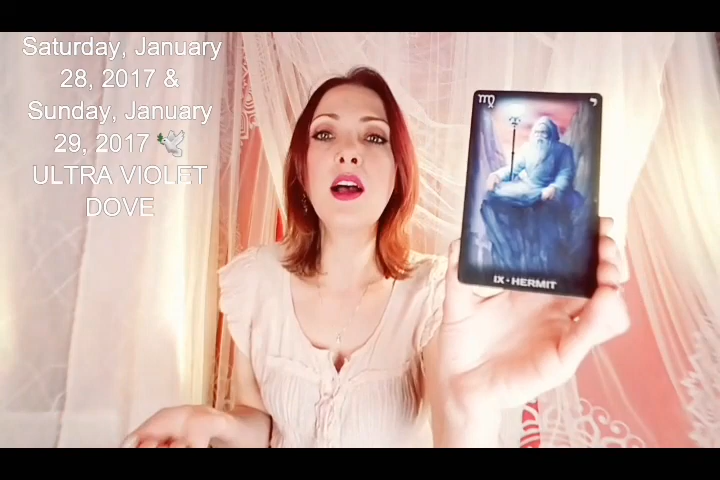 Saturday, January
28, 2017 &
Sunday, January
29, 2017 🕊
ULTRA VIOLET
DOVE
IX · HERMIT